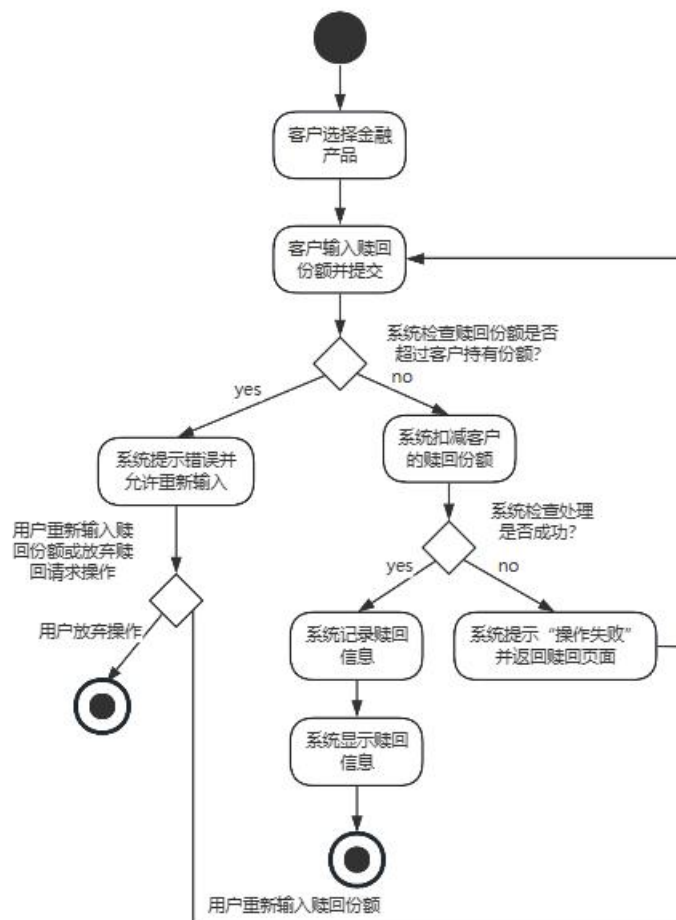 客户选择金融
产品
客户输入赎回
份额并提交
系统检查赎回份额是否
超过客户持有份额?
yes
no
系统提示错误并
允许重新输入
系统扣减客户
的赎回份额
用户重新输入赎
回份额或放弃赎
回请求操作
系统检查处理
是否成功?
yes
no
用户放弃操作
系统记录赎回
信息
系统提示“操作失败”
并返回赎回页面
系统显示赎回
信息
用户重新输入赎回份额